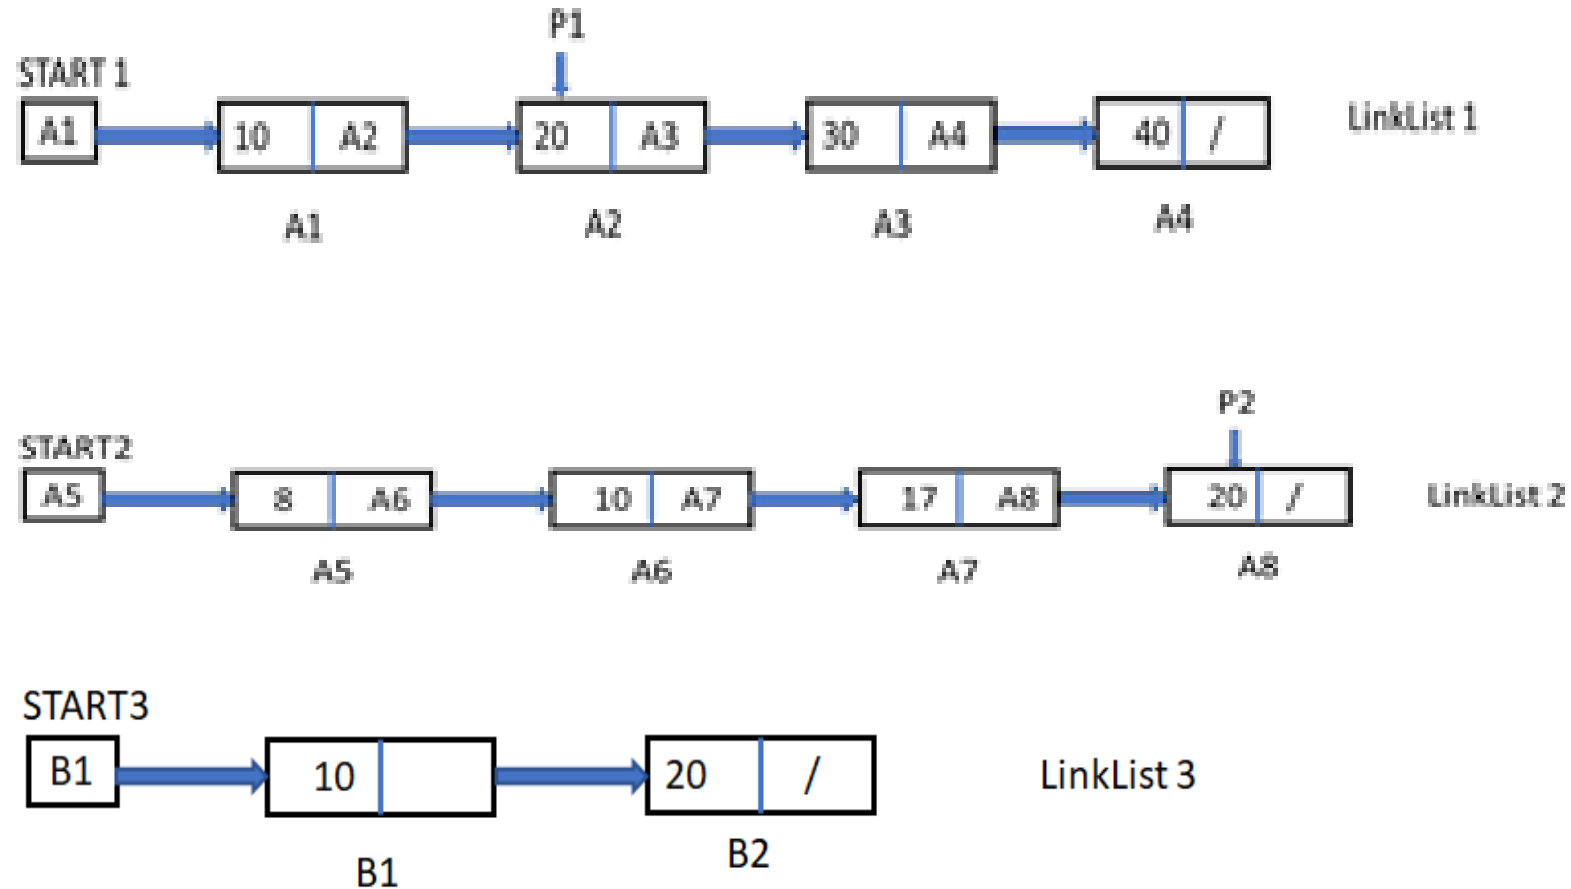 P1
START 1
A1 10 A2 20 A3 30 A4 40 / LinkList 1
A1 A2 A3 A4
P2
START2
A5 8 A6 10 A7 17 A8 20 / LinkList 2
A5 A6 A7 A8
START3
B1 10 20 / LinkList 3
B1 B2